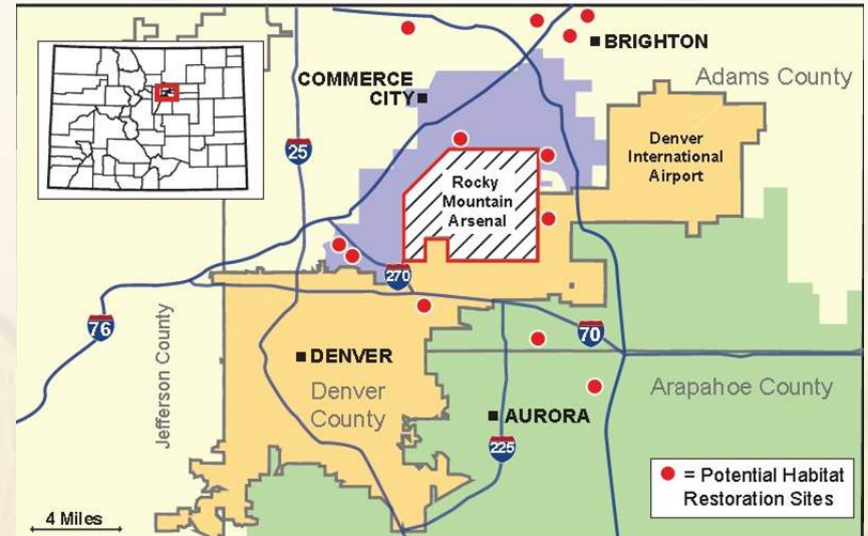 BRIGHTON
COMMERCE
CITY
Adams County
25
Denver
International
Airport
Rocky
Mountain
Arsenal
270
76
70
Jefferson County
DENVER
Denver
County
Arapahoe County
AURORA
225
= Potential Habitat
Restoration Sites
4 Miles